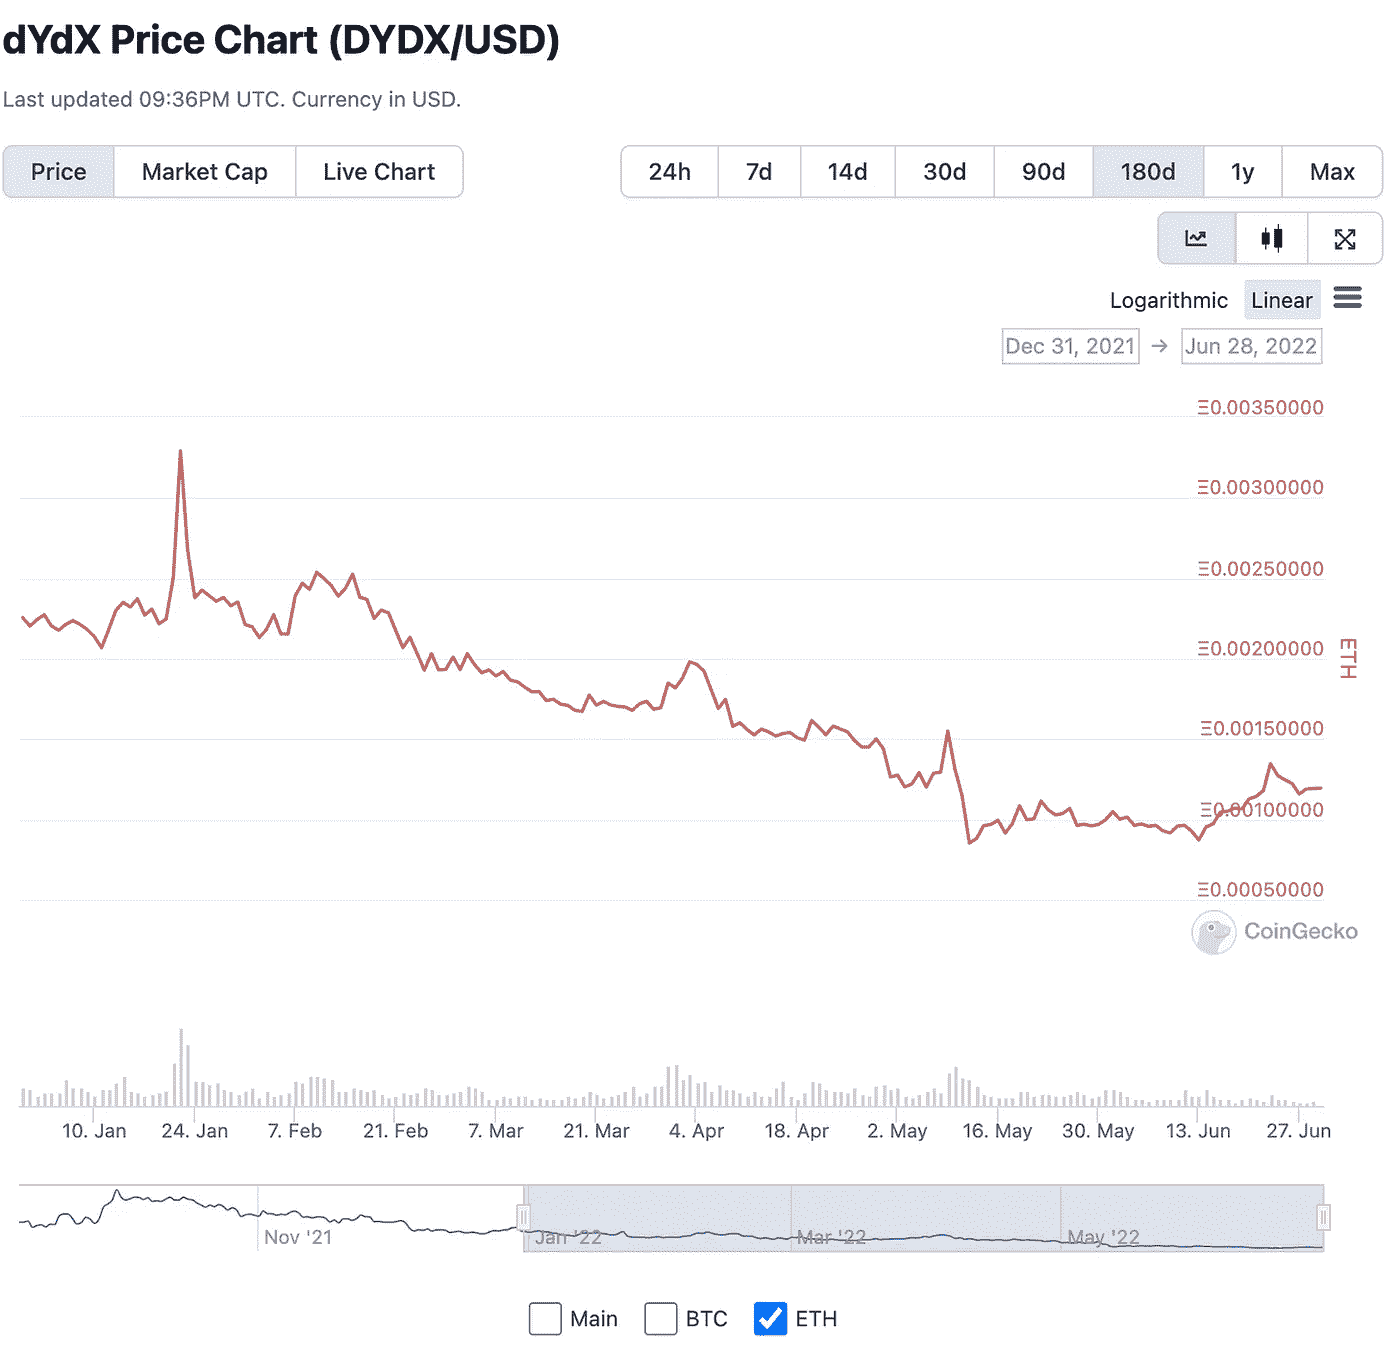 dYdX Price Chart (DYDX/USD)
Last updated 09:36PM UTC. Currency in USD.
Price Market Cap Live Chart 24h 7d 14d 30d 90d 180d 1y Max
Logarithmic Linear
Dec 31, 2021 → Jun 28, 2022
Ξ0.00350000
Ξ0.00300000
Ξ0.00250000
Ξ0.00200000
ETH
Ξ0.00150000
Ξ0.00100000
Ξ0.00050000
CoinGecko
10. Jan 24. Jan 7. Feb 21. Feb 7. Mar 21. Mar 4. Apr 18. Apr 2. May 16. May 30. May 13. Jun 27. Jun
Nov '21 Jan '22 Mar '22 May '22
Main BTC ETH